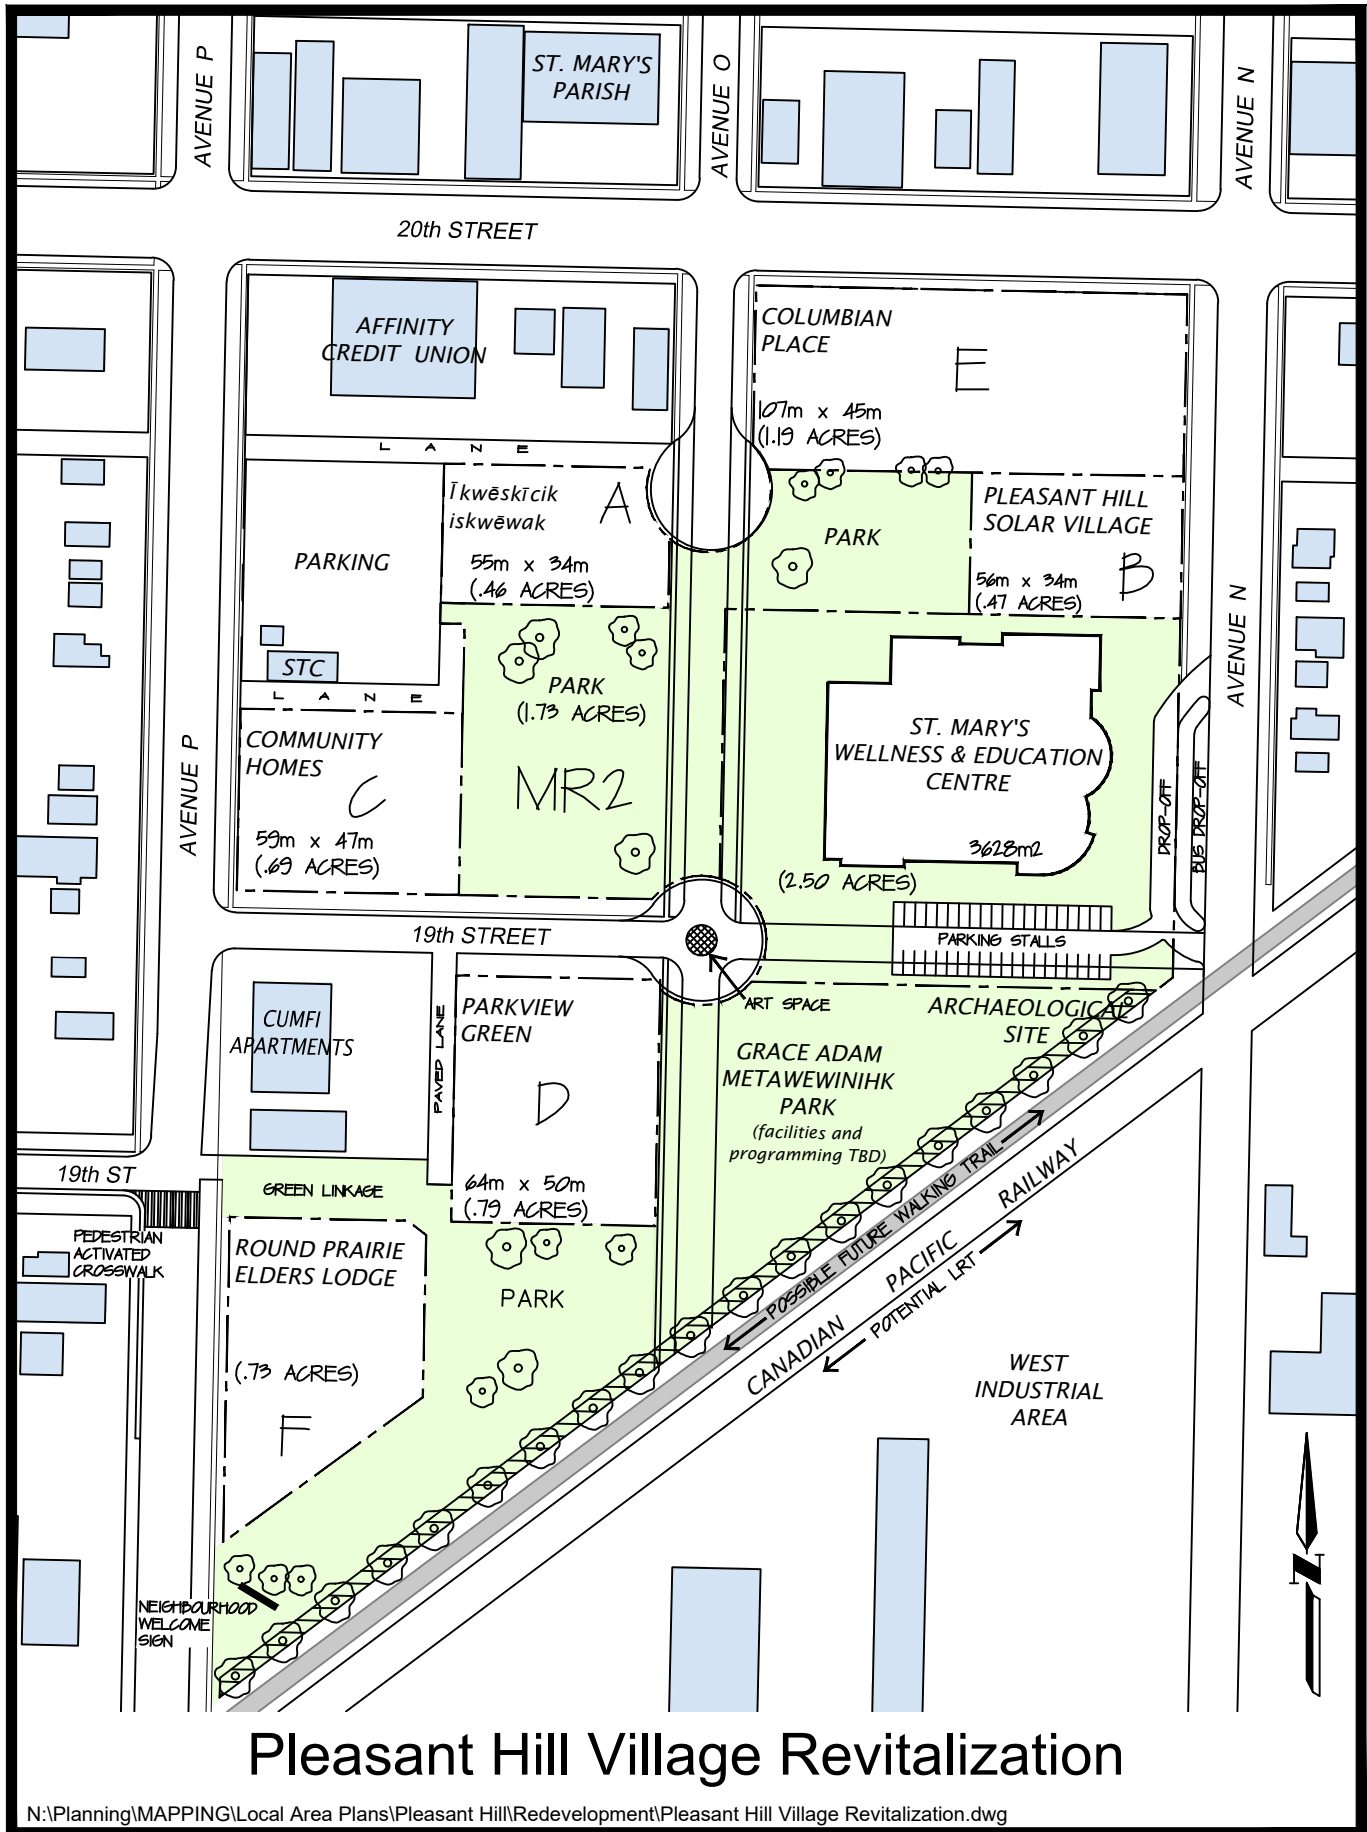 AVENUE P
ST. MARY'S
PARISH
AVENUE O
AVENUE N
20th STREET
AFFINITY
CREDIT UNION
COLUMBIAN
PLACE
E
107m x 45m
(1.19 ACRES)
LANE
Īkwēskīcik
iskwēwak
A
55m x 34m
(.46 ACRES)
PARKING
PARK
PLEASANT HILL
SOLAR VILLAGE
B
56m x 34m
(.47 ACRES)
STC
LANE
PARK
(1.73 ACRES)
MR2
AVENUE N
AVENUE P
COMMUNITY
HOMES
C
59m x 47m
(.69 ACRES)
ST. MARY'S
WELLNESS & EDUCATION
CENTRE
3628m2
(2.50 ACRES)
DROP-OFF
BUS DROP-OFF
19th STREET
PARKING STALLS
ART SPACE
ARCHAEOLOGICAL
SITE
CUMFI
APARTMENTS
PAVED LANE
PARKVIEW
GREEN
D
64m x 50m
(.79 ACRES)
GRACE ADAM
METAWEWINIHK
PARK
(facilities and
programming TBD)
19th ST
GREEN LINKAGE
PEDESTRIAN
ACTIVATED
CROSSWALK
ROUND PRAIRIE
ELDERS LODGE
(.73 ACRES)
F
PARK
POSSIBLE FUTURE WALKING TRAIL
CANADIAN PACIFIC RAILWAY
POTENTIAL LRT
WEST
INDUSTRIAL
AREA
N
NEIGHBOURHOOD
WELCOME
SIGN
Pleasant Hill Village Revitalization
N:\Planning\MAPPING\Local Area Plans\Pleasant Hill\Redevelopment\Pleasant Hill Village Revitalization.dwg